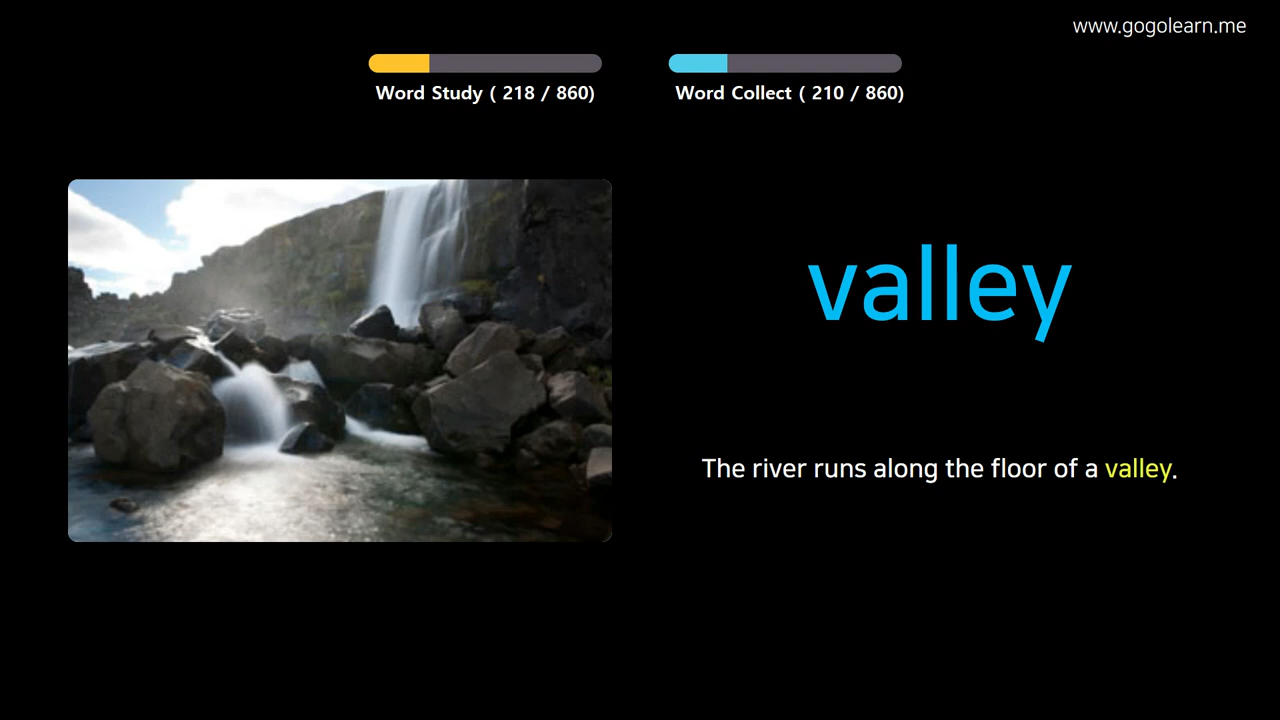 www.gogolearn.me
Word Study ( 218 / 860)
Word Collect ( 210 / 860)
valley
The river runs along the floor of a valley.